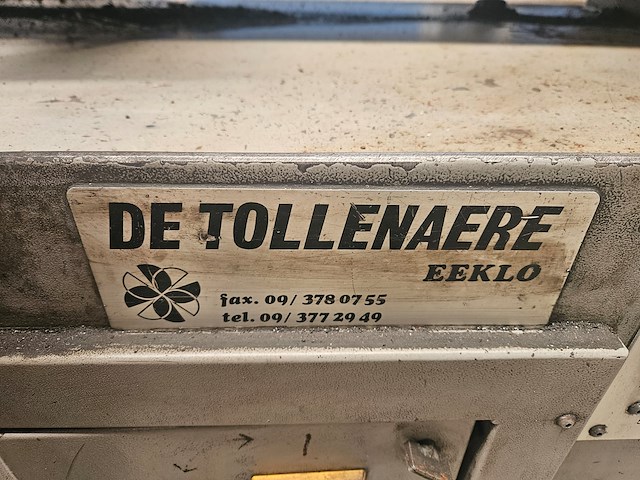 DE TOLLENAERE
EEKLO
fax. 09/ 378 07 55
tel. 09/ 377 29 49